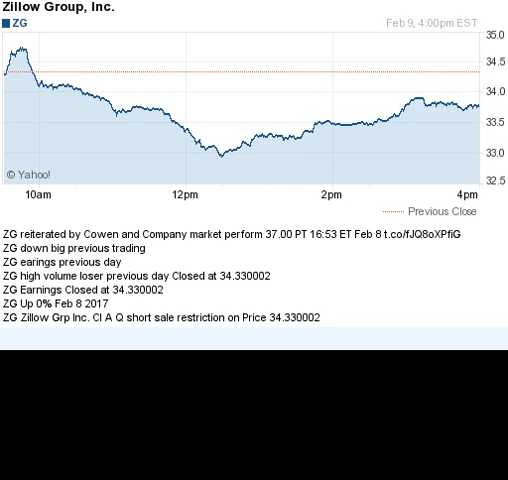 Zillow Group, Inc.
ZG Feb 9, 4:00pm EST
35.0
34.5
34.0
33.5
33.0
32.5
© Yahoo!
10am 12pm 2pm 4pm
Previous Close
ZG reiterated by Cowen and Company market perform 37.00 PT 16:53 ET Feb 8 t.co/fJQ8oXPfiG
ZG down big previous trading
ZG earings previous day
ZG high volume loser previous day Closed at 34.330002
ZG Earnings Closed at 34.330002
ZG Up 0% Feb 8 2017
ZG Zillow Grp Inc. Cl A Q short sale restriction on Price 34.330002